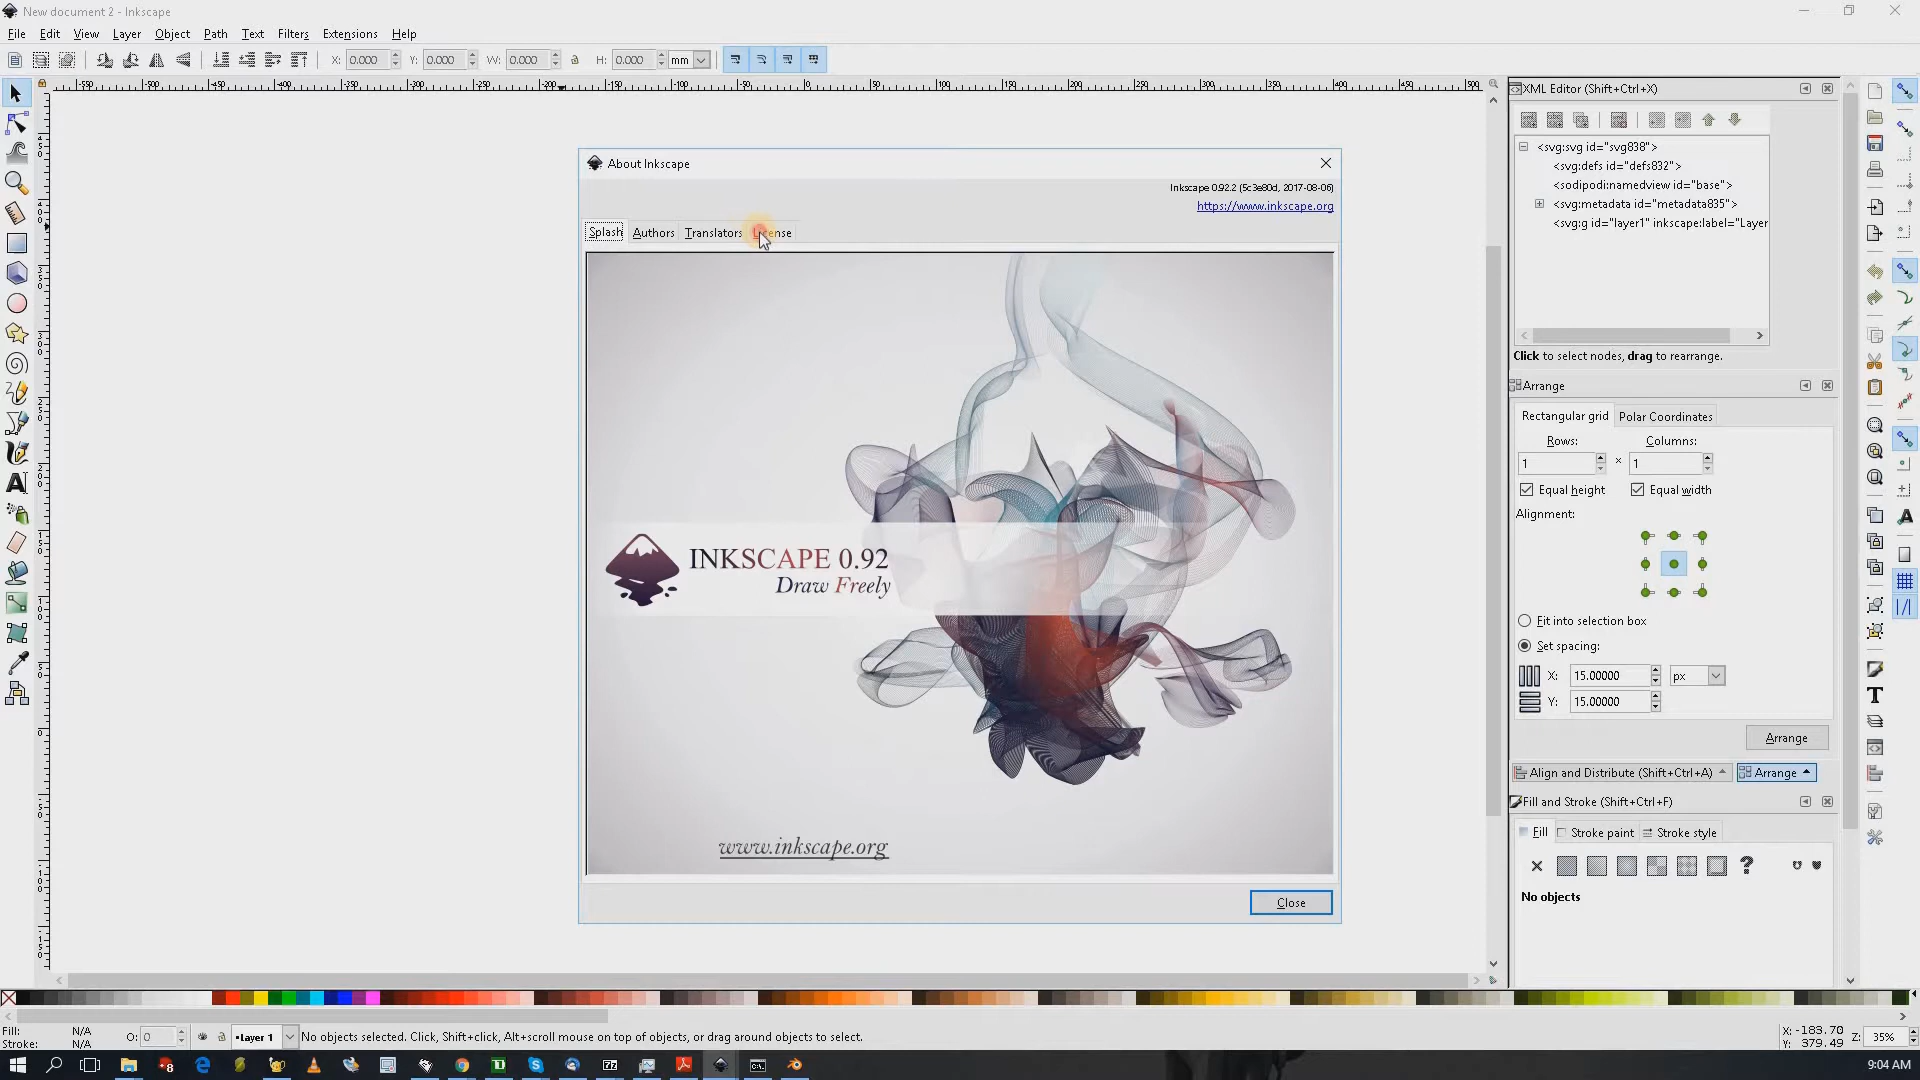 New document 2 - Inkscape
File Edit View Layer Object Path Text Filters Extensions Help
X: 0.000 Y: 0.000 W: 0.000 H: 0.000 mm
XML Editor (Shift+Ctrl+X)
<svg:svg id="svg838">
<svg:defs id="defs832">
<sodipodi:namedview id="base">
<svg:metadata id="metadata835">
<svg:g id="layer1" inkscape:label="Layer
Click to select nodes, drag to rearrange.
About Inkscape
Inkscape 0.92.2 (5c3e80d, 2017-08-06)
https://www.inkscape.org
Splash Authors Translators License
INKSCAPE 0.92
Draw Freely
www.inkscape.org
Close
Arrange
Rectangular grid Polar Coordinates
Rows: Columns:
1 × 1
Equal height Equal width
Alignment:
Fit into selection box
Set spacing:
X: 15.00000 px
Y: 15.00000
Arrange
Align and Distribute (Shift+Ctrl+A) Arrange
Fill and Stroke (Shift+Ctrl+F)
Fill Stroke paint Stroke style
No objects
Fill: N/A
Stroke: N/A
O: 0
•Layer 1
No objects selected. Click, Shift+click, Alt+scroll mouse on top of objects, or drag around objects to select.
X: -183.70
Y: 379.49
Z: 35%
9:04 AM